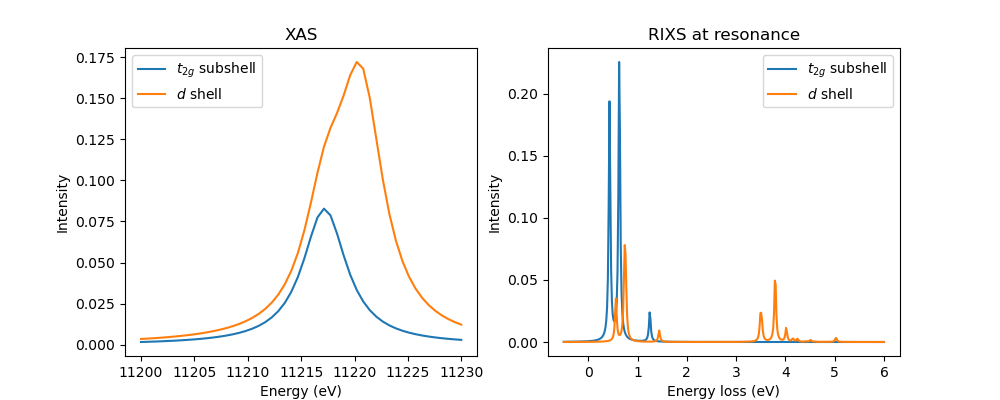 XAS
RIXS at resonance
0.175
0.150
0.125
0.100
0.075
0.050
0.025
0.000
Intensity
t2g subshell
d shell
11200 11205 11210 11215 11220 11225 11230
Energy (eV)
0.20
0.15
0.10
0.05
0.00
Intensity
t2g subshell
d shell
0 1 2 3 4 5 6
Energy loss (eV)